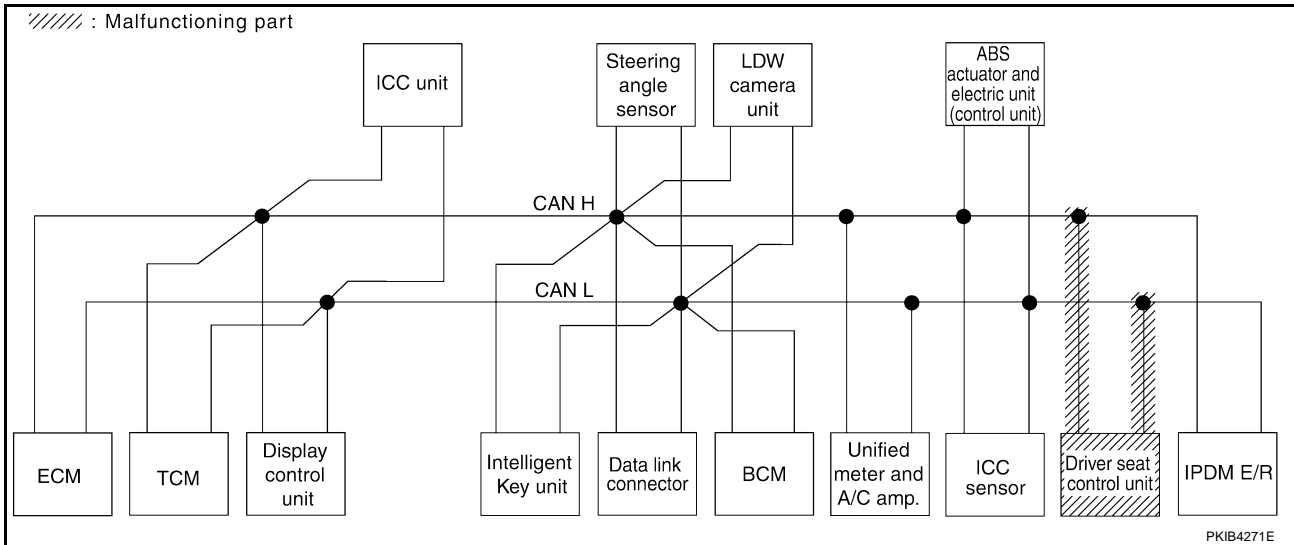 : Malfunctioning part
ICC unit
Steering
angle
sensor
LDW
camera
unit
ABS
actuator and
electric unit
(control unit)
CAN H
CAN L
ECM
TCM
Display
control
unit
Intelligent
Key unit
Data link
connector
BCM
Unified
meter and
A/C amp.
ICC
sensor
Driver seat
control unit
IPDM E/R
PKIB4271E